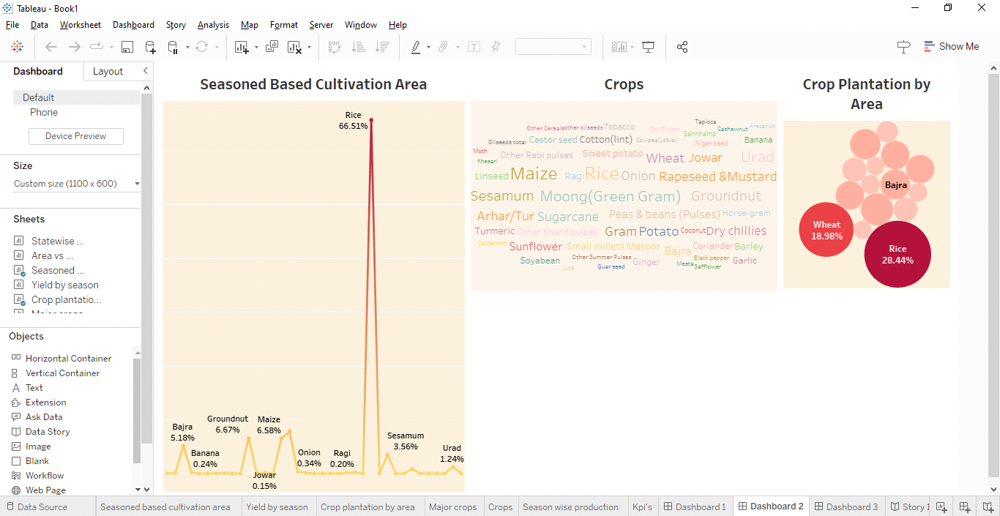 Tableau - Book1
File Data Worksheet Dashboard Story Analysis Map Format Server Window Help
Show Me
Dashboard Layout
Default
Phone
Device Preview
Size
Custom size (1100 x 600)
Sheets
Statewise ...
Area vs ...
Seasoned ...
Yield by season
Crop plantatio...
Objects
Horizontal Container
Vertical Container
Text
Extension
Ask Data
Data Story
Image
Blank
Workflow
Web Page
Seasoned Based Cultivation Area
Rice
66.51%
Bajra
5.18%
Banana
0.24%
Groundnut
6.67%
Jowar
0.15%
Maize
6.58%
Onion
0.34%
Ragi
0.20%
Sesamum
3.56%
Urad
1.24%
Crops
Tapioca
Other Cereals other oilseeds Tobacco Dry Ginger Cashewnut Arecanut
Oilseeds total Castor seed Cotton(lint) Cowpea(Lobia) Sannhamp Niger seed Banana
Moth Other Rabi pulses Sweet potato Wheat Jowar Urad
Khesari
Linseed Maize Ragi Rice Onion Rapeseed &Mustard
Sesamum Moong(Green Gram) Groundnut
Arhar/Tur Sugarcane Peas & beans (Pulses) Horse-gram
Turmeric Other Kharif pulses Gram Potato Coconut Dry chillies
Cardamom Sunflower Small millets Masoor Bajra Coriander Barley
Soyabean Other Summer Pulses Ginger Black pepper Garlic
Jute Guar seed Mesta Safflower
Crop Plantation by
Area
Bajra
Wheat
18.98%
Rice
28.44%
Data Source Seasoned based cultivation area Yield by season Crop plantation by area Major crops Crops Season wise production Kpi's Dashboard 1 Dashboard 2 Dashboard 3 Story 1